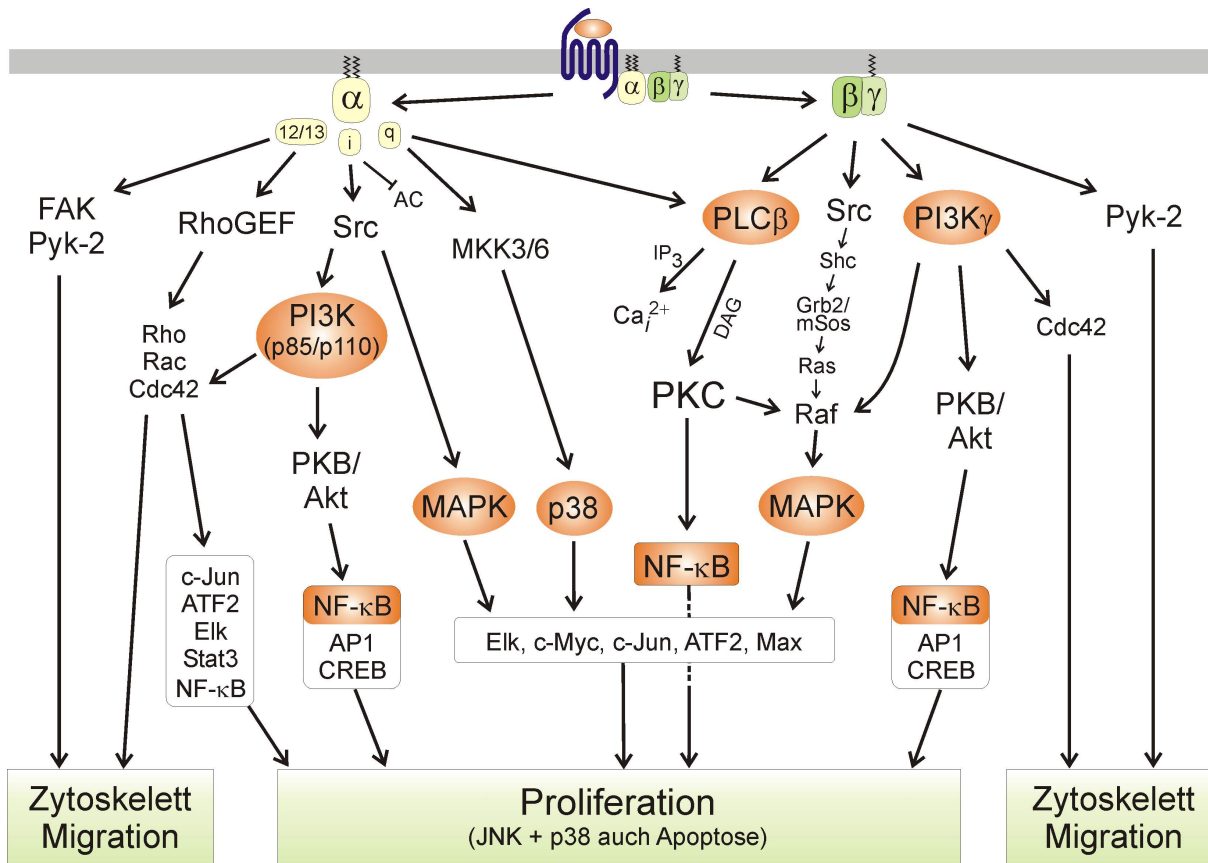 α β γ
α
β γ
12/13
i
q
AC
FAK
Pyk-2
RhoGEF
Src
MKK3/6
PLCβ
Src
PI3Kγ
Pyk-2
IP3
Ca i 2+
DAG
Shc
Grb2/
mSos
Ras
Raf
Cdc42
Rho
Rac
Cdc42
PI3K
(p85/p110)
PKC
PKB/
Akt
PKB/
Akt
MAPK
p38
MAPK
c-Jun
ATF2
Elk
Stat3
NF-κB
NF-κB
AP1
CREB
NF-κB
Elk, c-Myc, c-Jun, ATF2, Max
NF-κB
AP1
CREB
Zytoskelett
Migration
Proliferation
(JNK + p38 auch Apoptose)
Zytoskelett
Migration